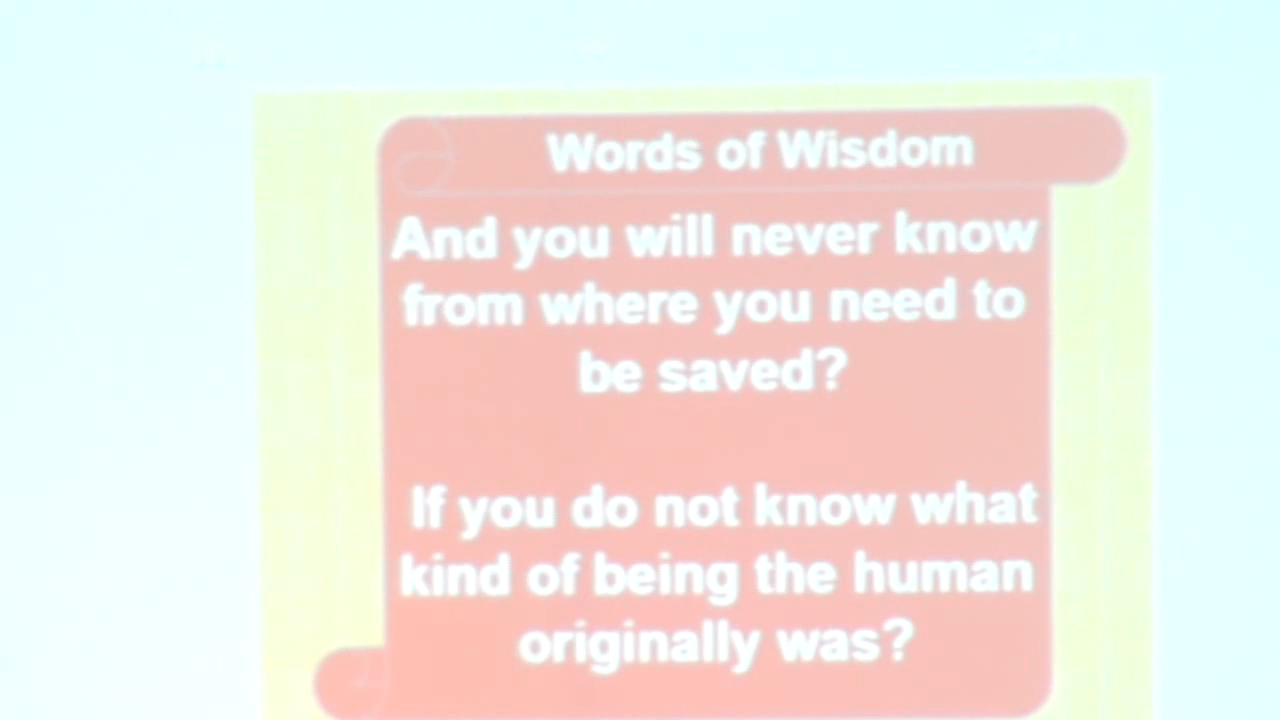 Words of Wisdom
And you will never know
from where you need to
be saved?
If you do not know what
kind of being the human
originally was?